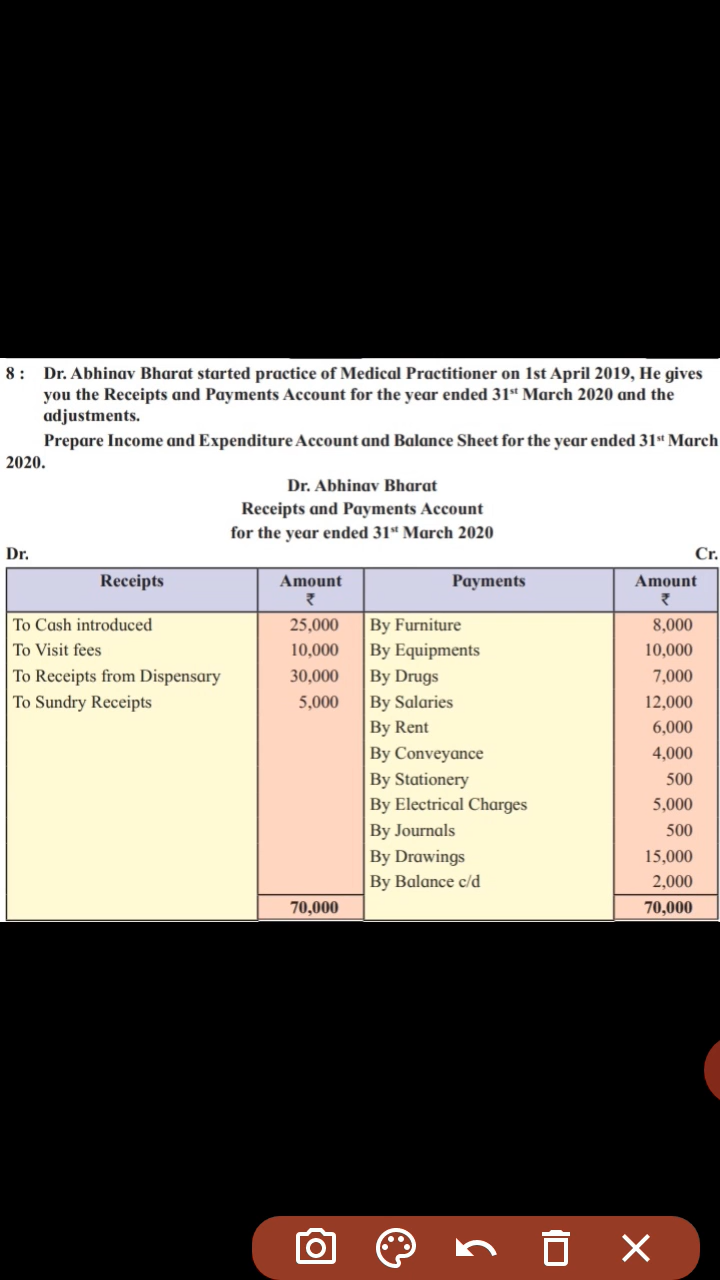 8 : Dr. Abhinav Bharat started practice of Medical Practitioner on 1st April 2019, He gives
you the Receipts and Payments Account for the year ended 31st March 2020 and the
adjustments.
Prepare Income and Expenditure Account and Balance Sheet for the year ended 31st March
2020.
Dr. Abhinav Bharat
Receipts and Payments Account
for the year ended 31st March 2020
Dr. Cr.
Receipts Amount ₹ Payments Amount ₹
To Cash introduced 25,000 By Furniture 8,000
To Visit fees 10,000 By Equipments 10,000
To Receipts from Dispensary 30,000 By Drugs 7,000
To Sundry Receipts 5,000 By Salaries 12,000
By Rent 6,000
By Conveyance 4,000
By Stationery 500
By Electrical Charges 5,000
By Journals 500
By Drawings 15,000
By Balance c/d 2,000
70,000 70,000